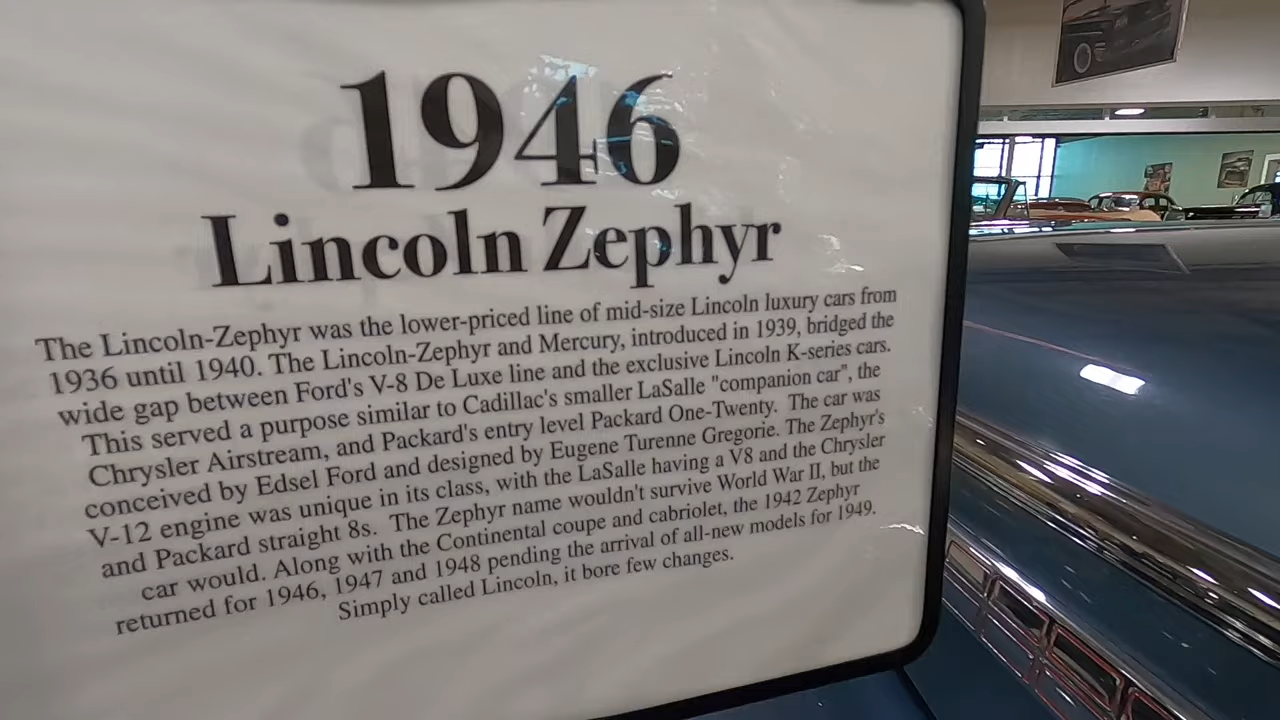 1946
Lincoln Zephyr
The Lincoln-Zephyr was the lower-priced line of mid-size Lincoln luxury cars from
1936 until 1940. The Lincoln-Zephyr and Mercury, introduced in 1939, bridged the
wide gap between Ford's V-8 De Luxe line and the exclusive Lincoln K-series cars.
This served a purpose similar to Cadillac's smaller LaSalle "companion car", the
Chrysler Airstream, and Packard's entry level Packard One-Twenty. The car was
conceived by Edsel Ford and designed by Eugene Turenne Gregorie. The Zephyr's
V-12 engine was unique in its class, with the LaSalle having a V8 and the Chrysler
and Packard straight 8s. The Zephyr name wouldn't survive World War II, but the
car would. Along with the Continental coupe and cabriolet, the 1942 Zephyr
returned for 1946, 1947 and 1948 pending the arrival of all-new models for 1949.
Simply called Lincoln, it bore few changes.